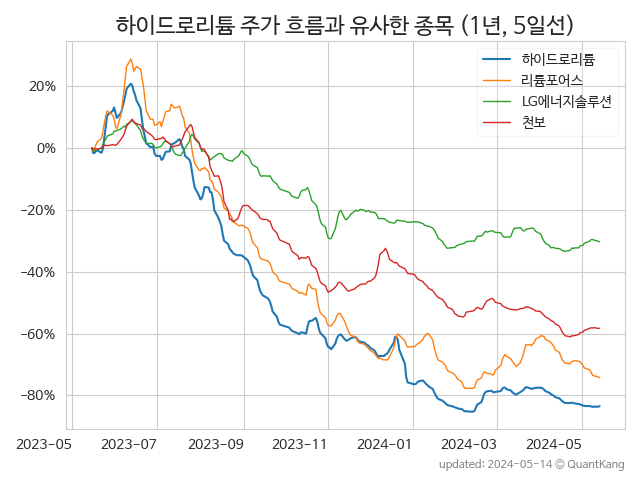 하이드로리튬 주가 흐름과 유사한 종목 (1년, 5일선)
하이드로리튬
리튬포어스
LG에너지솔루션
천보
20%
0%
−20%
−40%
−60%
−80%
2023-05 2023-07 2023-09 2023-11 2024-01 2024-03 2024-05
updated: 2024-05-14 © QuantKang